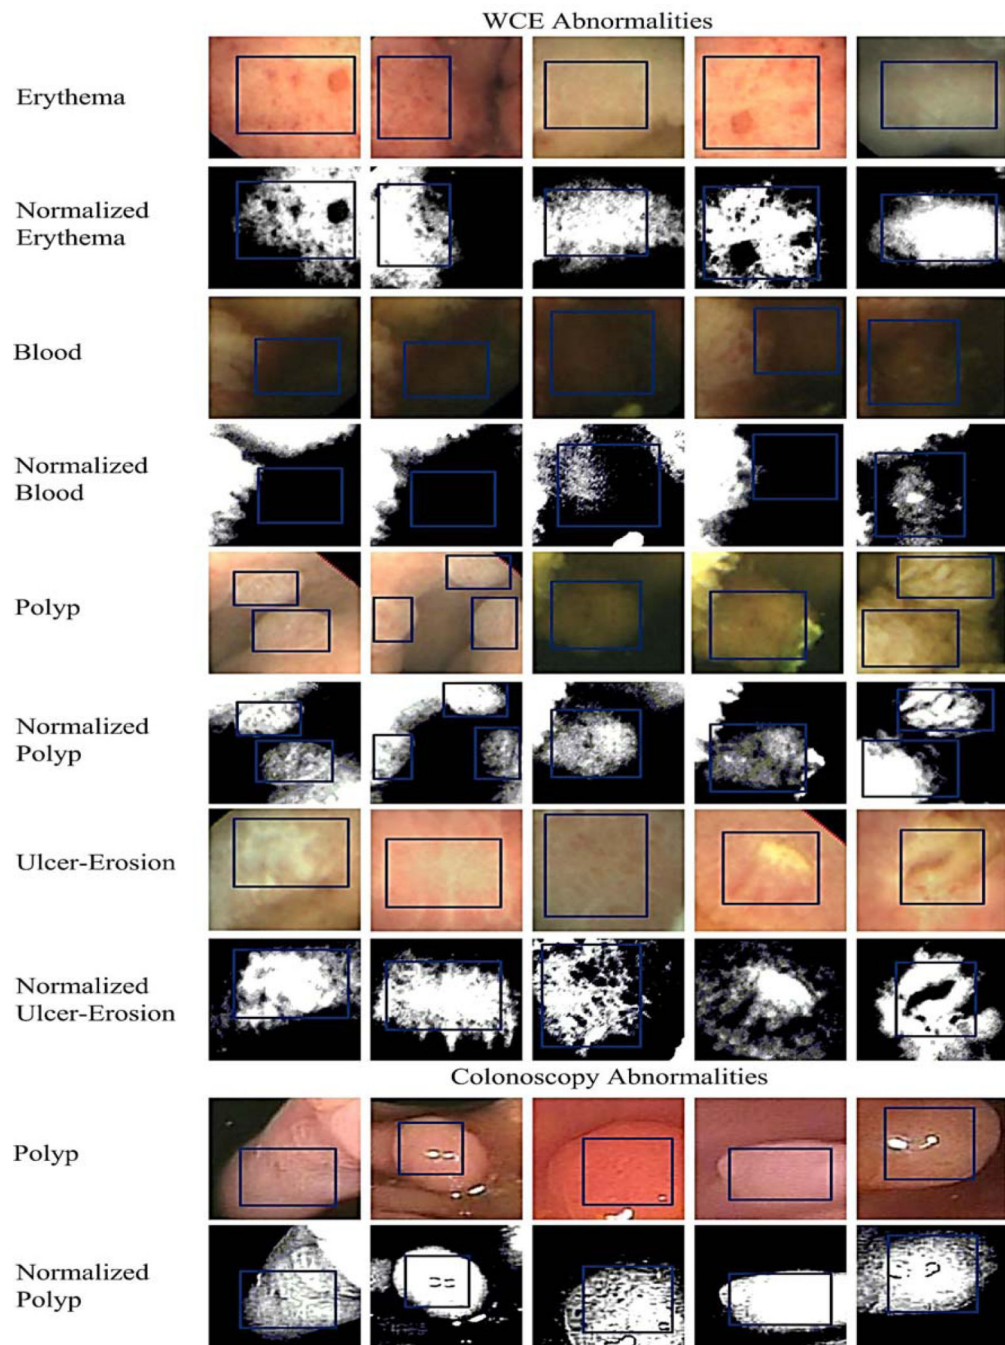 WCE Abnormalities
Erythema
Normalized
Erythema
Blood
Normalized
Blood
Polyp
Normalized
Polyp
Ulcer-Erosion
Normalized
Ulcer-Erosion
Colonoscopy Abnormalities
Polyp
Normalized
Polyp